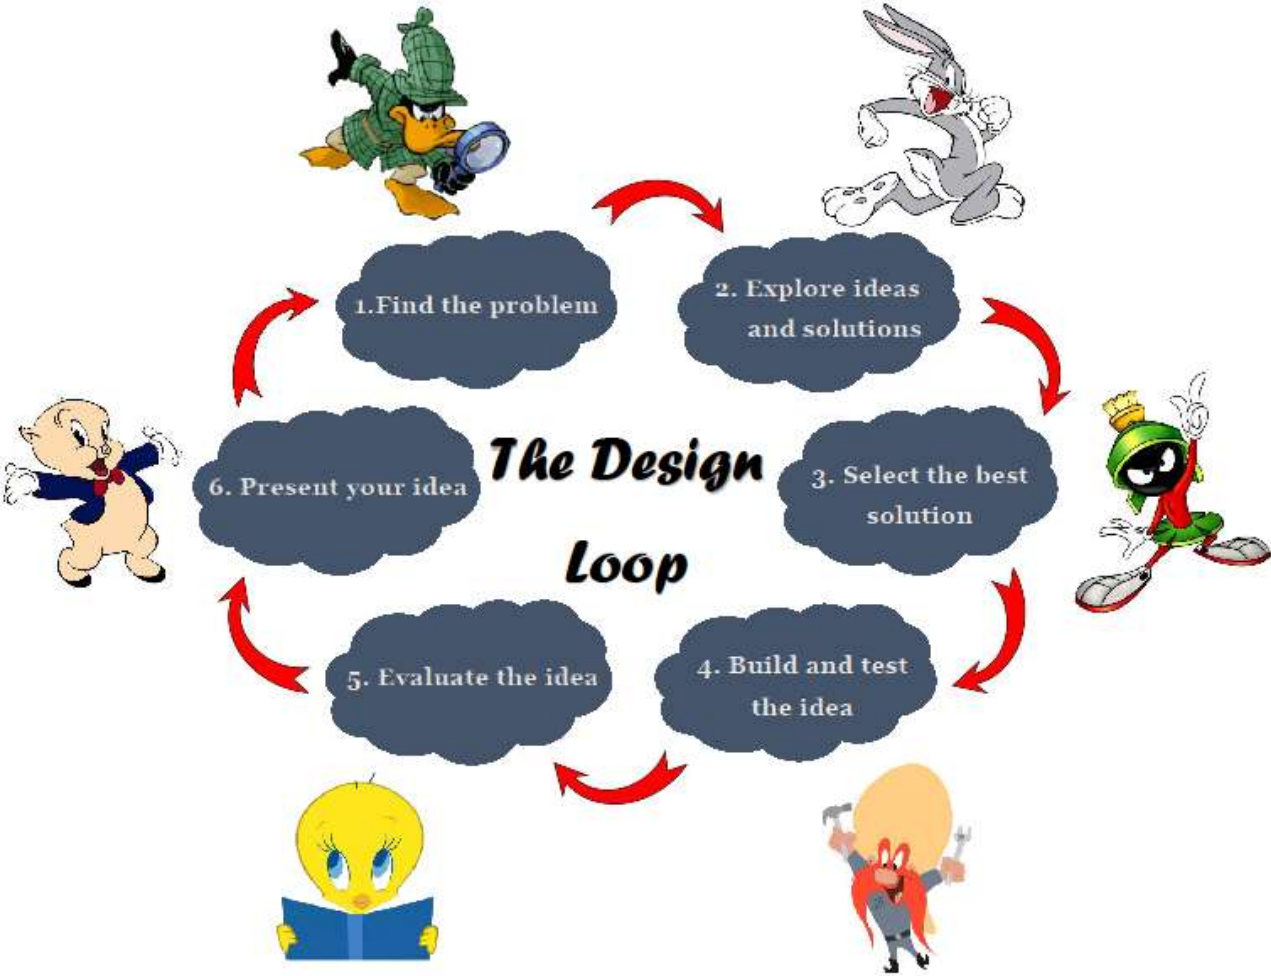 1.Find the problem
2. Explore ideas
and solutions
The Design
Loop
3. Select the best
solution
4. Build and test
the idea
5. Evaluate the idea
6. Present your idea